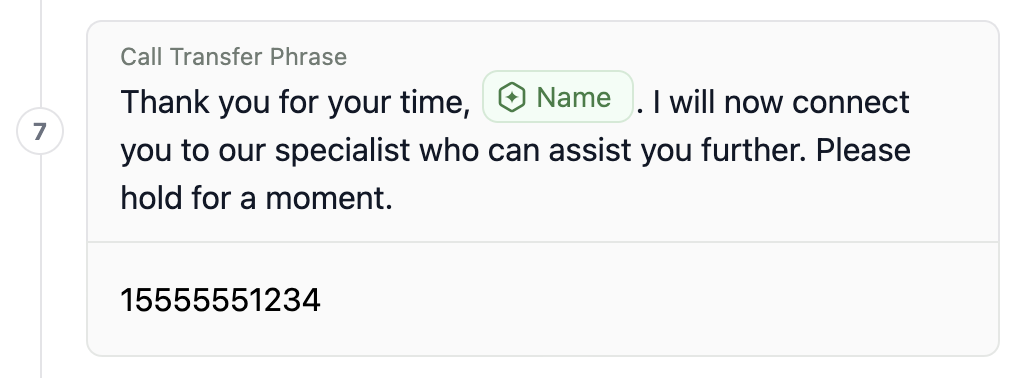 Call Transfer Phrase
Thank you for your time, Name . I will now connect
7
you to our specialist who can assist you further. Please
hold for a moment.
15555551234